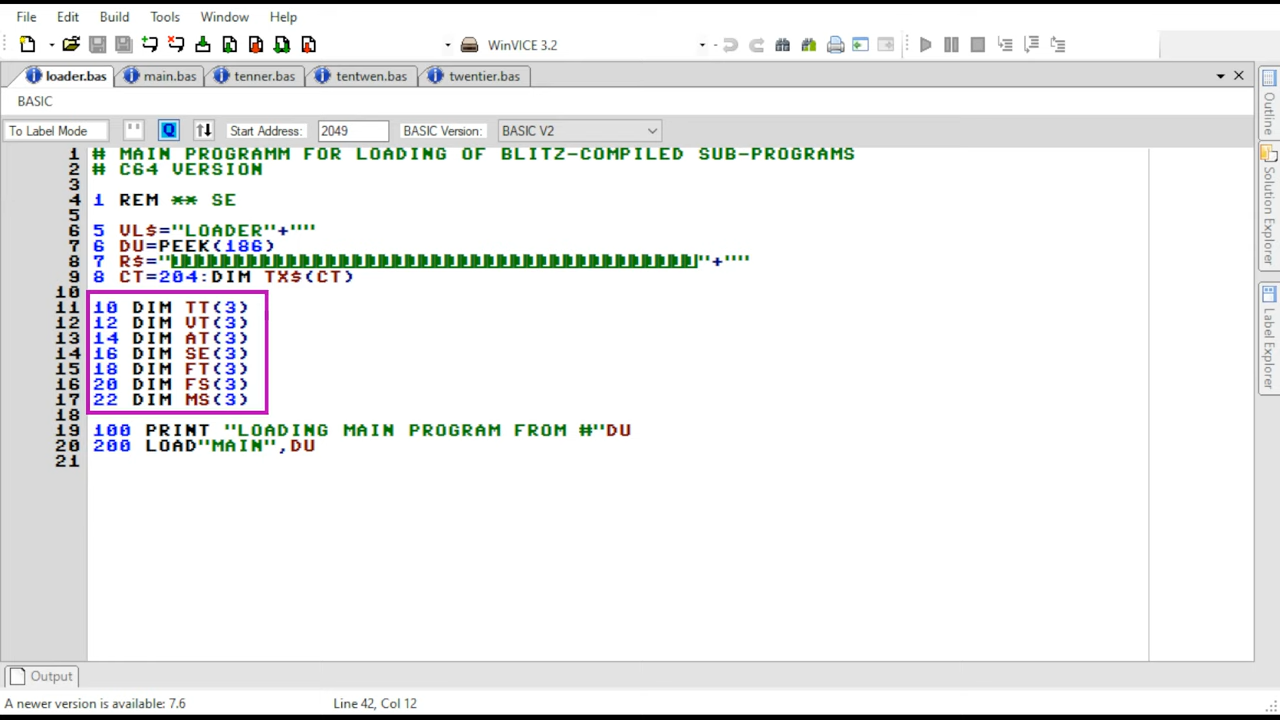 File Edit Build Tools Window Help
WinVICE 3.2
loader.bas main.bas tenner.bas tentwen.bas twentier.bas
BASIC
To Label Mode " " Q Start Address: 2049 BASIC Version: BASIC V2
1 # MAIN PROGRAMM FOR LOADING OF BLITZ-COMPILED SUB-PROGRAMS
2 # C64 VERSION
3
4 1 REM ** SE
5
6 5 VL$="LOADER"+""
7 6 DU=PEEK(186)
8 7 R$=""+""
9 8 CT=204:DIM TX$(CT)
10
11 10 DIM TT(3)
12 12 DIM VT(3)
13 14 DIM AT(3)
14 16 DIM SE(3)
15 18 DIM FT(3)
16 20 DIM FS(3)
17 22 DIM MS(3)
18
19 100 PRINT "LOADING MAIN PROGRAM FROM #"DU
20 200 LOAD"MAIN",DU
21
Outline
Solution Explorer
Label Explorer
Output
A newer version is available: 7.6 Line 42, Col 12